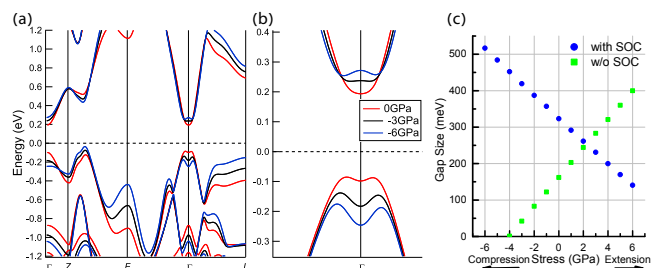 (a)
(b)
(c)
1.2
1.0
0.8
0.6
0.4
0.2
0.0
-0.2
-0.4
-0.6
-0.8
-1.0
-1.2
Energy (eV)
Z
F
0.4
0.3
0.2
0.1
0.0
-0.1
-0.2
-0.3
0GPa
-3GPa
-6GPa
with SOC
w/o SOC
500
400
300
200
100
0
Gap Size (meV)
-6 -4 -2 0 2 4 6
Compression Stress (GPa) Extension